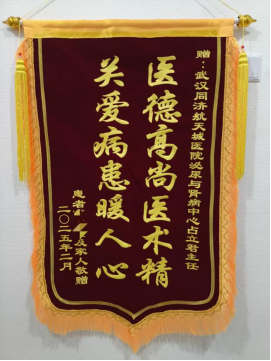 赠：武汉同济航天城医院泌尿与肾病中心占立君主任
医德高尚医术精
关爱病患暖人心
患者及家人敬赠
二〇二五年二月